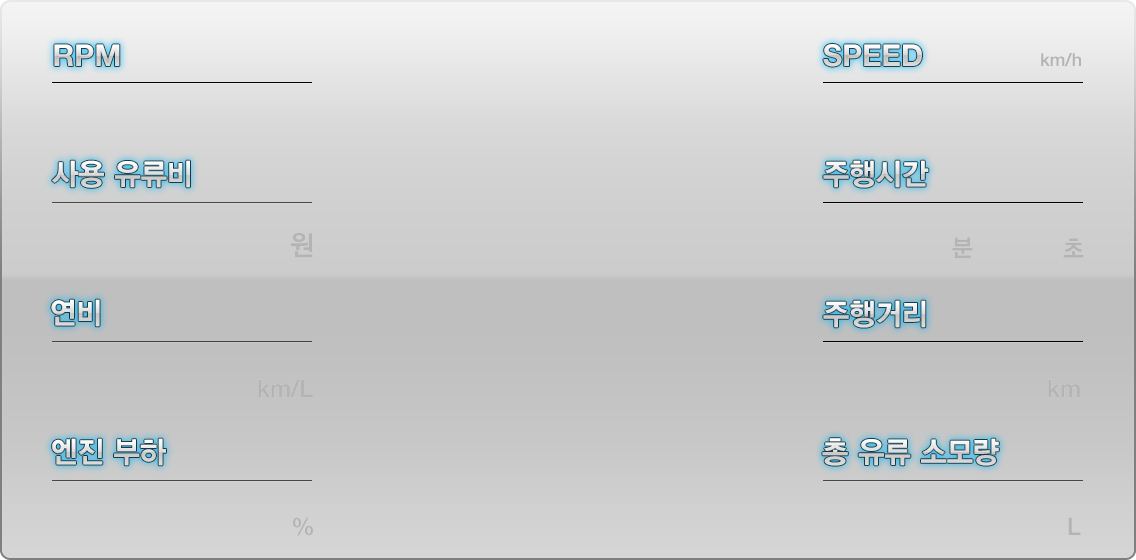 RPM
SPEED km/h
사용 유류비
주행시간
원
분 초
연비
주행거리
km/L
km
엔진 부하
총 유류 소모량
%
L